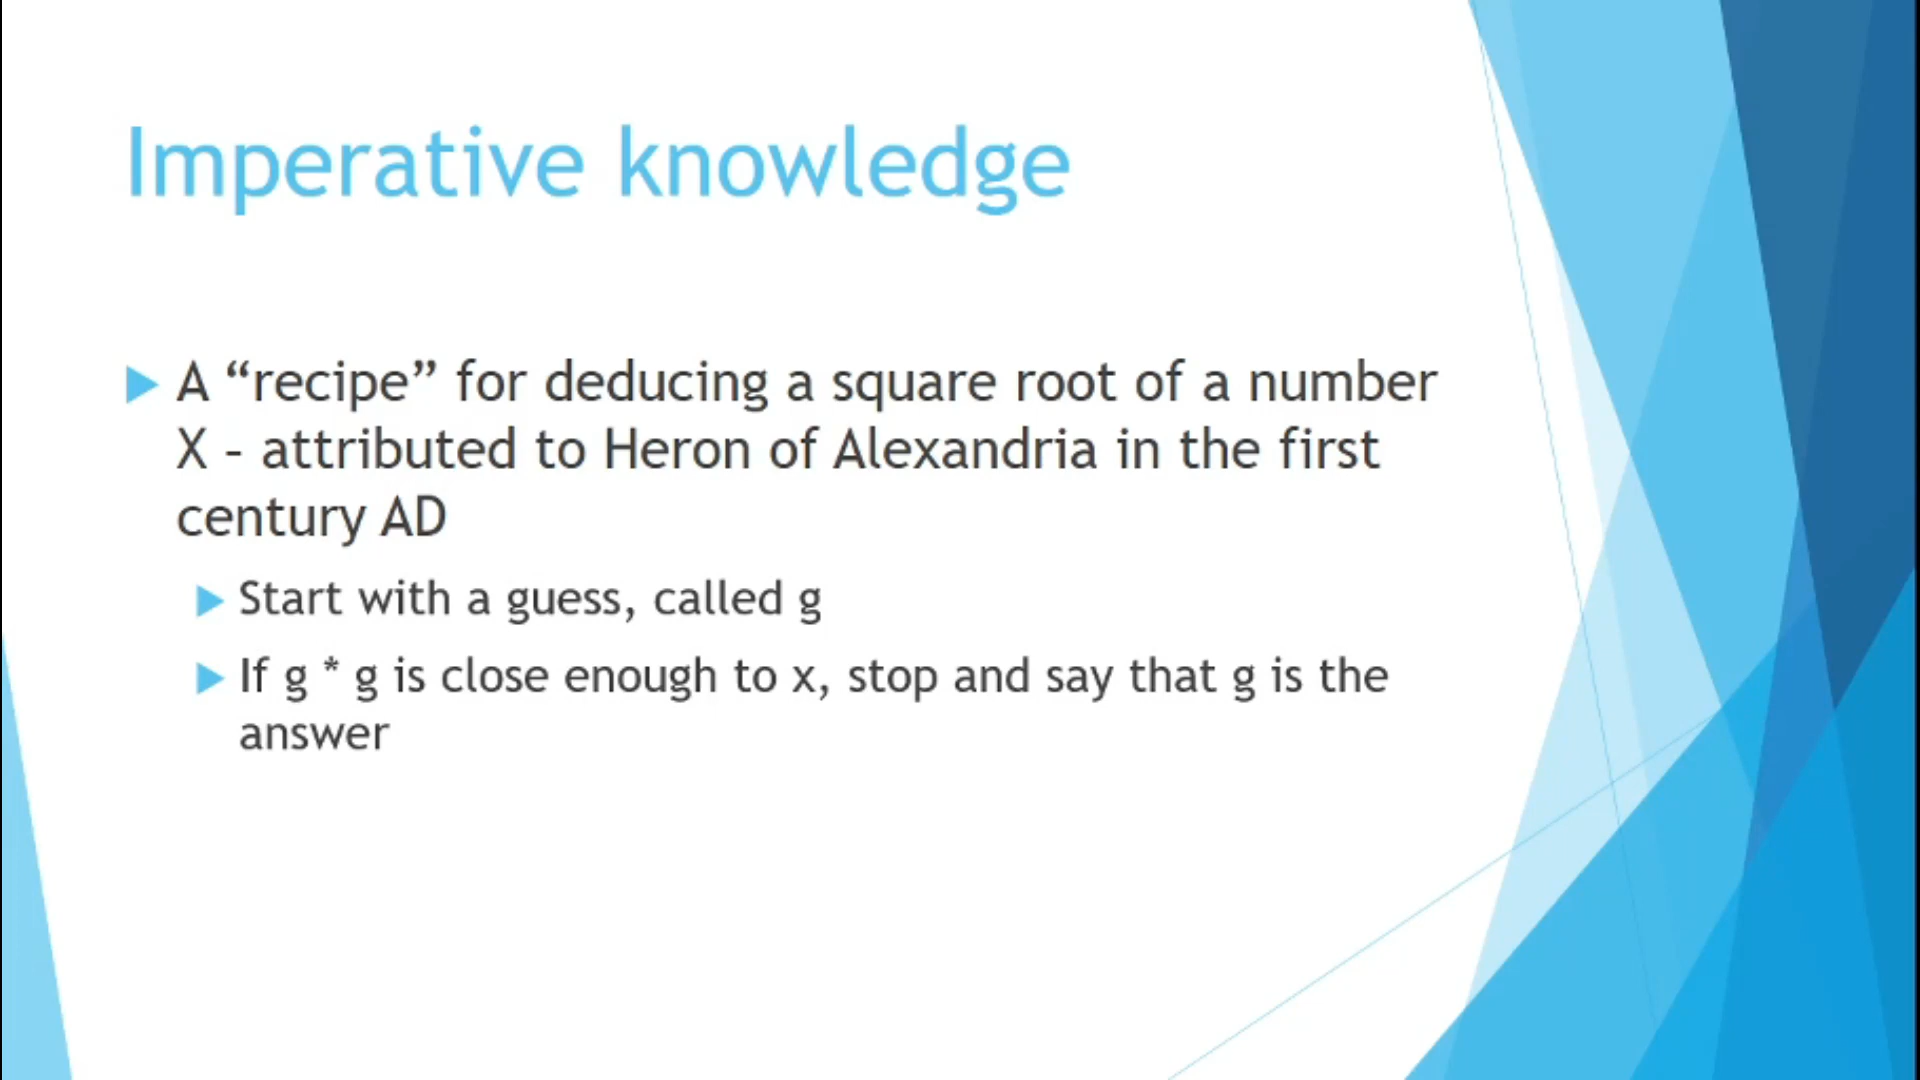 Imperative knowledge
A “recipe” for deducing a square root of a number
X – attributed to Heron of Alexandria in the first
century AD
Start with a guess, called g
If g * g is close enough to x, stop and say that g is the
answer